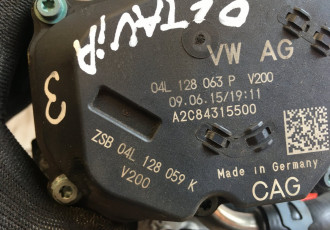 OCTAVIA
3
VW AG
04L 128 063 P V200
09.06.15/19:11
A2C84315500
ZSB 04L 128 059 K
V200
Made in Germany
CAG